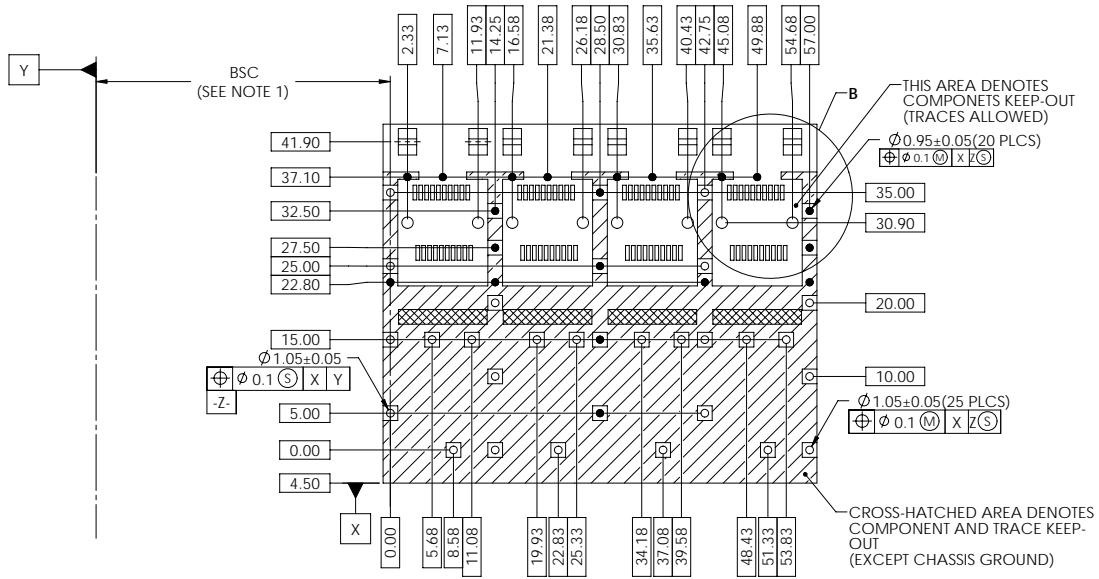 2.33
7.13
11.93
14.25
16.58
21.38
26.18
28.50
30.83
35.63
40.43
42.75
45.08
49.88
54.68
57.00
Y
BSC
(SEE NOTE 1)
B
THIS AREA DENOTES
COMPONETS KEEP-OUT
(TRACES ALLOWED)
41.90
Ø0.95±0.05(20 PLCS)
⌖ Ø 0.1 Ⓜ X ZⓈ
37.10
35.00
32.50
30.90
27.50
25.00
22.80
20.00
15.00
Ø1.05±0.05
⌖ Ø 0.1 Ⓢ X Y
-Z-
10.00
5.00
Ø1.05±0.05(25 PLCS)
⌖ Ø 0.1 Ⓜ X ZⓈ
0.00
4.50
X
0.00
5.68
8.58
11.08
19.93
22.83
25.33
34.18
37.08
39.58
48.43
51.33
53.83
CROSS-HATCHED AREA DENOTES
COMPONENT AND TRACE KEEP-
OUT
(EXCEPT CHASSIS GROUND)